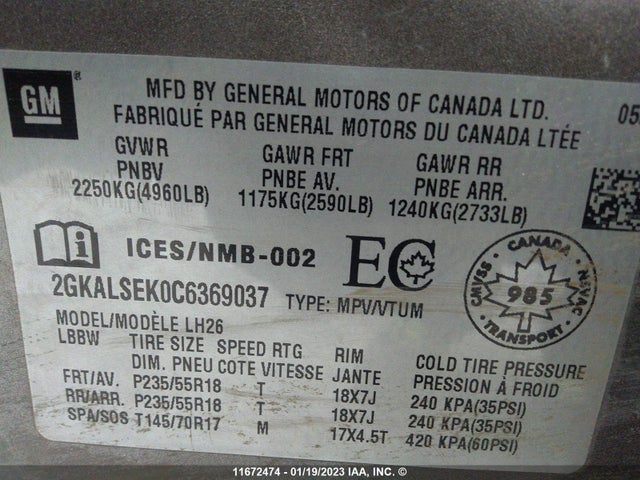 GM ®
MFD BY GENERAL MOTORS OF CANADA LTD. 05
FABRIQUÉ PAR GENERAL MOTORS DU CANADA LTÉE
GVWR GAWR FRT GAWR RR
PNBV PNBE AV. PNBE ARR.
2250KG(4960LB) 1175KG(2590LB) 1240KG(2733LB)
i ICES/NMB-002 EC
CANADA
CMVSS 985 NSVAC
TRANSPORT
2GKALSEK0C6369037 TYPE: MPV/VTUM
MODEL/MODÈLE LH26
LBBW TIRE SIZE SPEED RTG RIM COLD TIRE PRESSURE
DIM. PNEU COTE VITESSE JANTE PRESSION À FROID
FRT/AV. P235/55R18 T 18X7J 240 KPA(35PSI)
RR/ARR. P235/55R18 T 18X7J 240 KPA(35PSI)
SPA/SOS T145/70R17 M 17X4.5T 420 KPA(60PSI)
11672474 - 01/19/2023 IAA, INC. ©